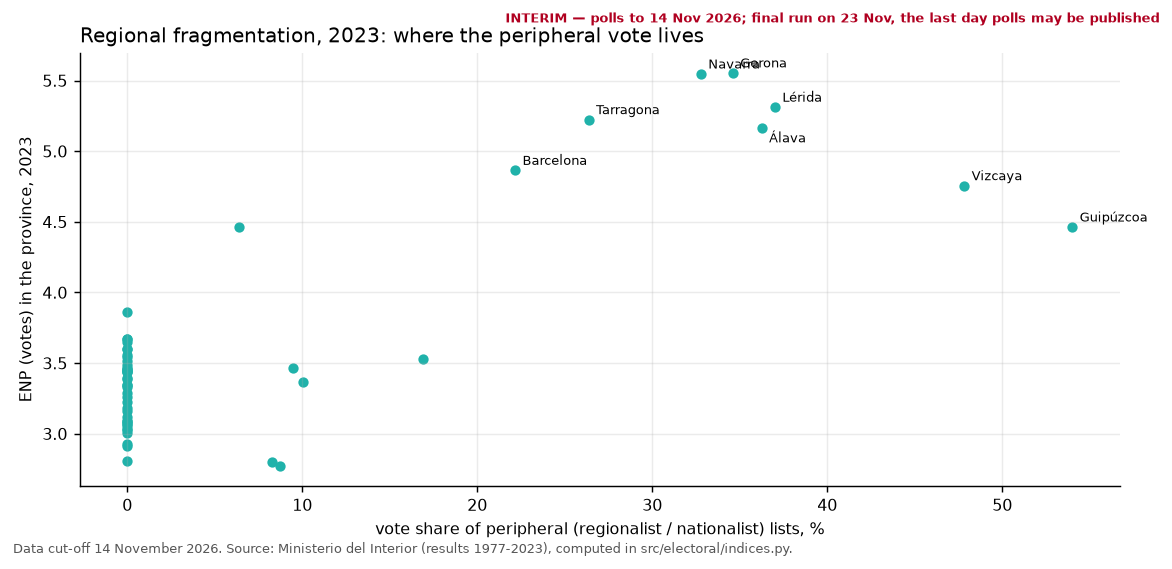 INTERIM — polls to 14 Nov 2026; final run on 23 Nov, the last day polls may be published
Regional fragmentation, 2023: where the peripheral vote lives
ENP (votes) in the province, 2023
5.5
5.0
4.5
4.0
3.5
3.0
Navarra
Gerona
Lérida
Tarragona
Álava
Barcelona
Vizcaya
Guipúzcoa
0 10 20 30 40 50
vote share of peripheral (regionalist / nationalist) lists, %
Data cut-off 14 November 2026. Source: Ministerio del Interior (results 1977-2023), computed in src/electoral/indices.py.